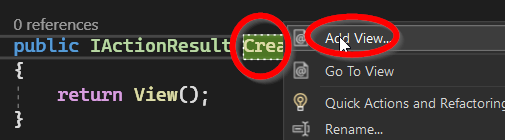 0 references
public IActionResult Crea
Add View...
{
Go To View
return View();
Quick Actions and Refactoring
}
Rename...